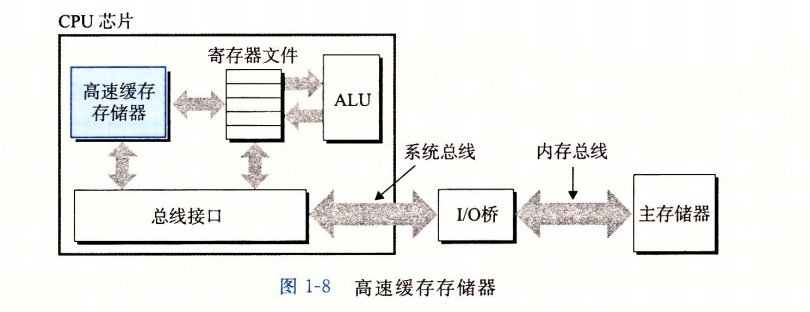 CPU 芯片
寄存器文件
高速缓存
存储器
ALU
系统总线
内存总线
总线接口
I/O桥
主存储器
图 1-8 高速缓存存储器